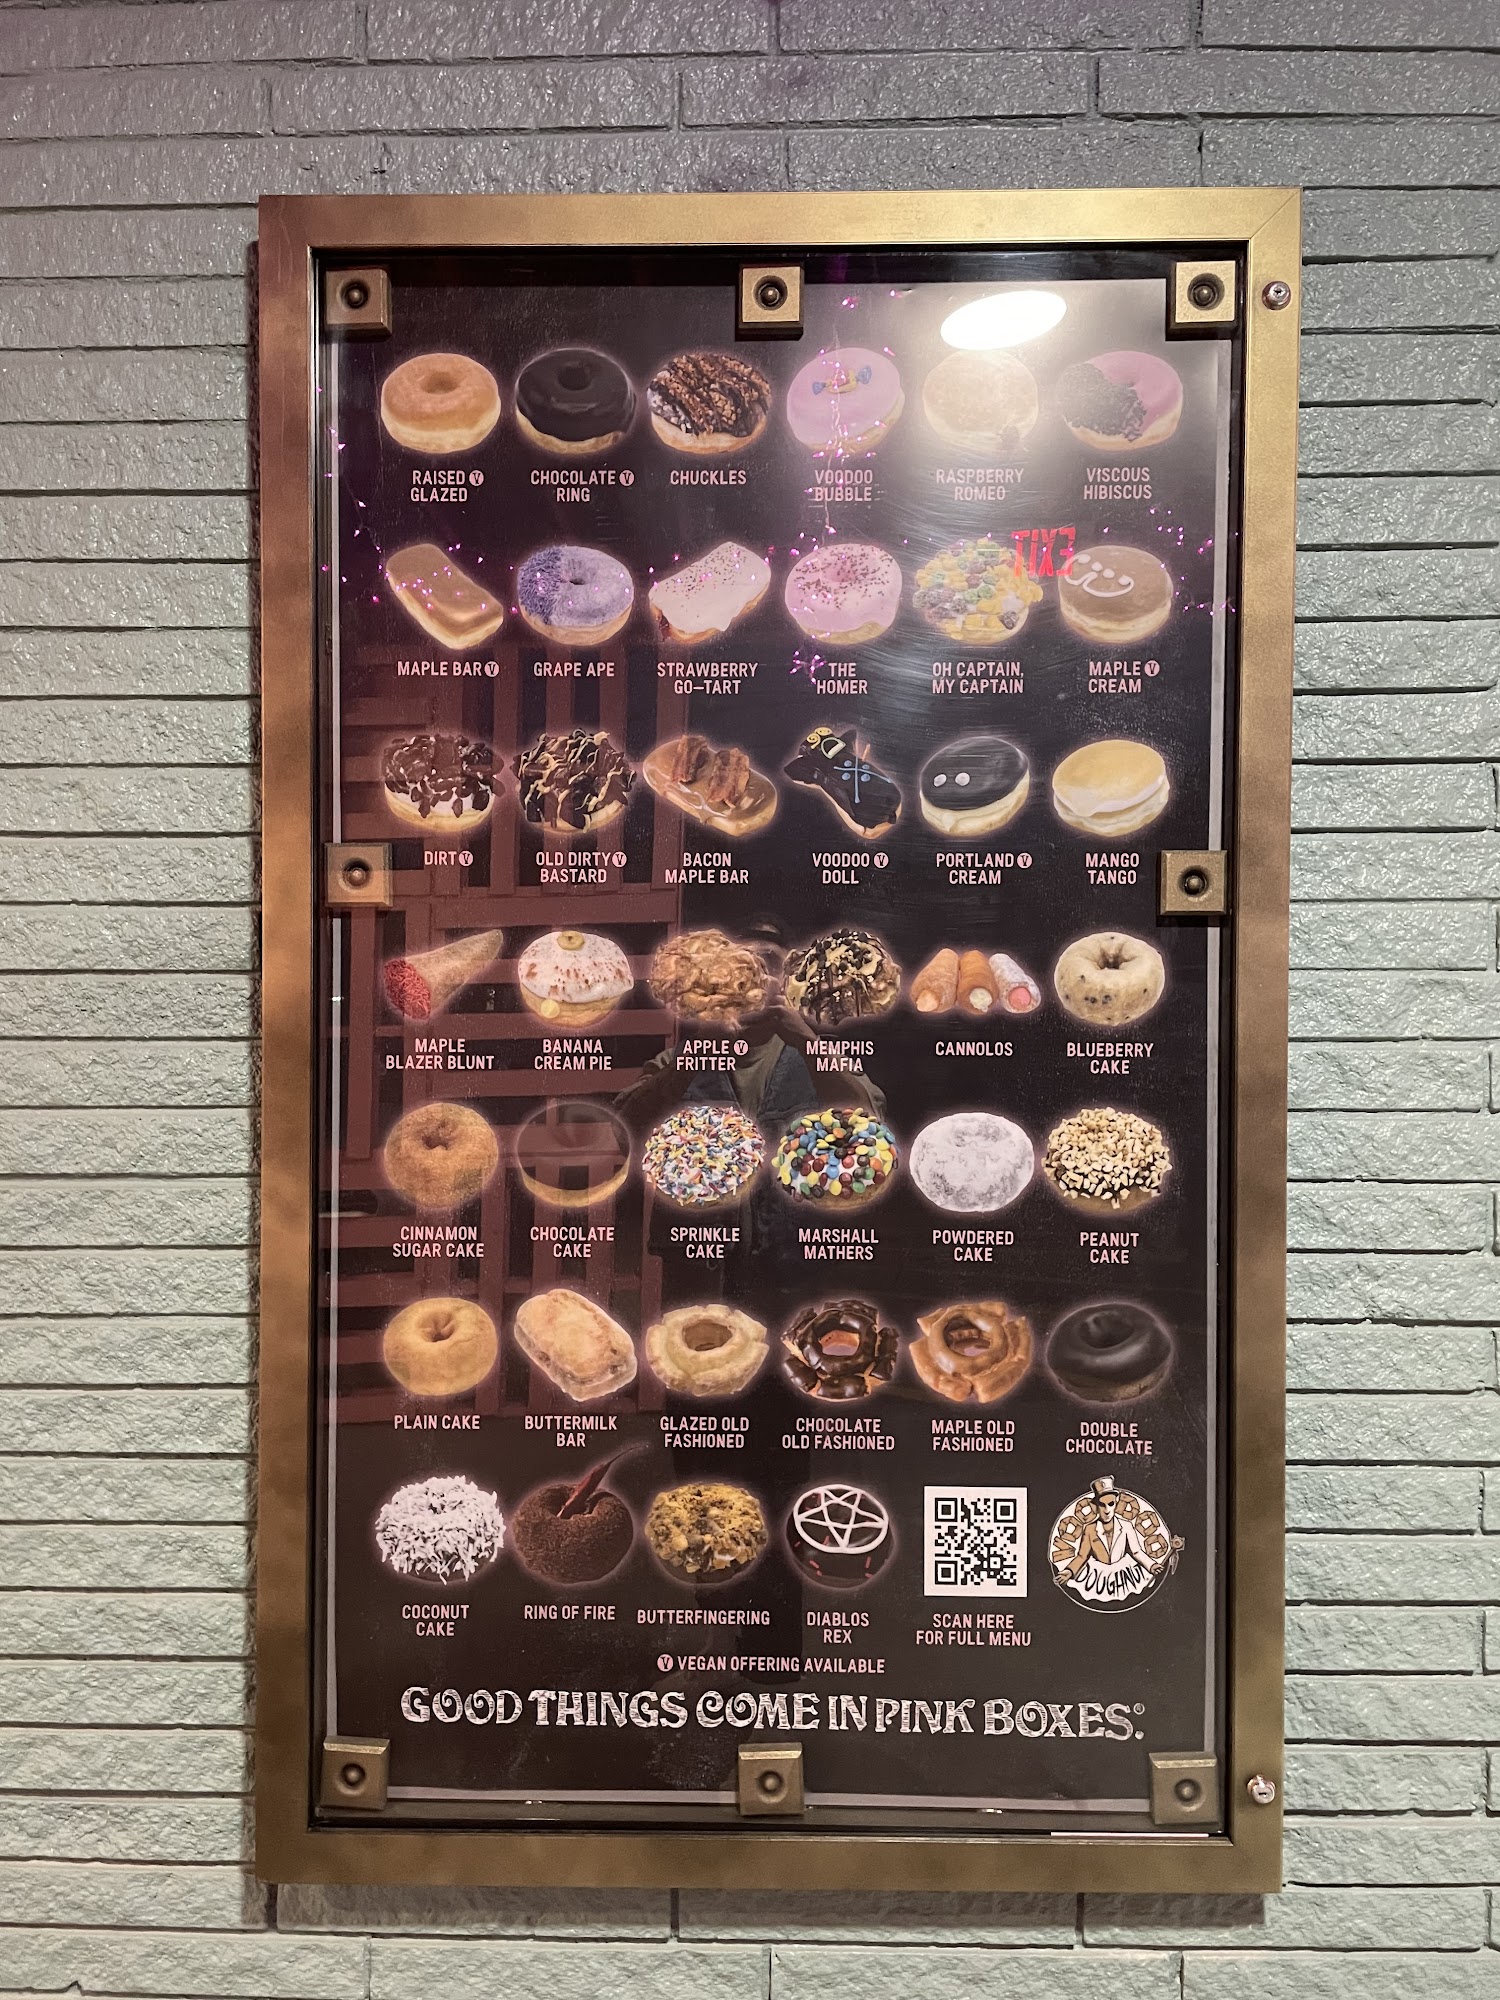 RAISED Ⓥ
GLAZED
CHOCOLATE Ⓥ
RING
CHUCKLES
VOODOO
BUBBLE
RASPBERRY
ROMEO
VISCOUS
HIBISCUS
EXIT
MAPLE BAR Ⓥ
GRAPE APE
STRAWBERRY
GO-TART
THE
HOMER
OH CAPTAIN,
MY CAPTAIN
MAPLE Ⓥ
CREAM
DIRT Ⓥ
OLD DIRTY Ⓥ
BASTARD
BACON
MAPLE BAR
VOODOO Ⓥ
DOLL
PORTLAND Ⓥ
CREAM
MANGO
TANGO
MAPLE
BLAZER BLUNT
BANANA
CREAM PIE
APPLE Ⓥ
FRITTER
MEMPHIS
MAFIA
CANNOLOS
BLUEBERRY
CAKE
CINNAMON
SUGAR CAKE
CHOCOLATE
CAKE
SPRINKLE
CAKE
MARSHALL
MATHERS
POWDERED
CAKE
PEANUT
CAKE
PLAIN CAKE
BUTTERMILK
BAR
GLAZED OLD
FASHIONED
CHOCOLATE
OLD FASHIONED
MAPLE OLD
FASHIONED
DOUBLE
CHOCOLATE
COCONUT
CAKE
RING OF FIRE
BUTTERFINGERING
DIABLOS
REX
SCAN HERE
FOR FULL MENU
VOODOO
DOUGHNUT
Ⓥ VEGAN OFFERING AVAILABLE
GOOD THINGS COME IN PINK BOXES.®